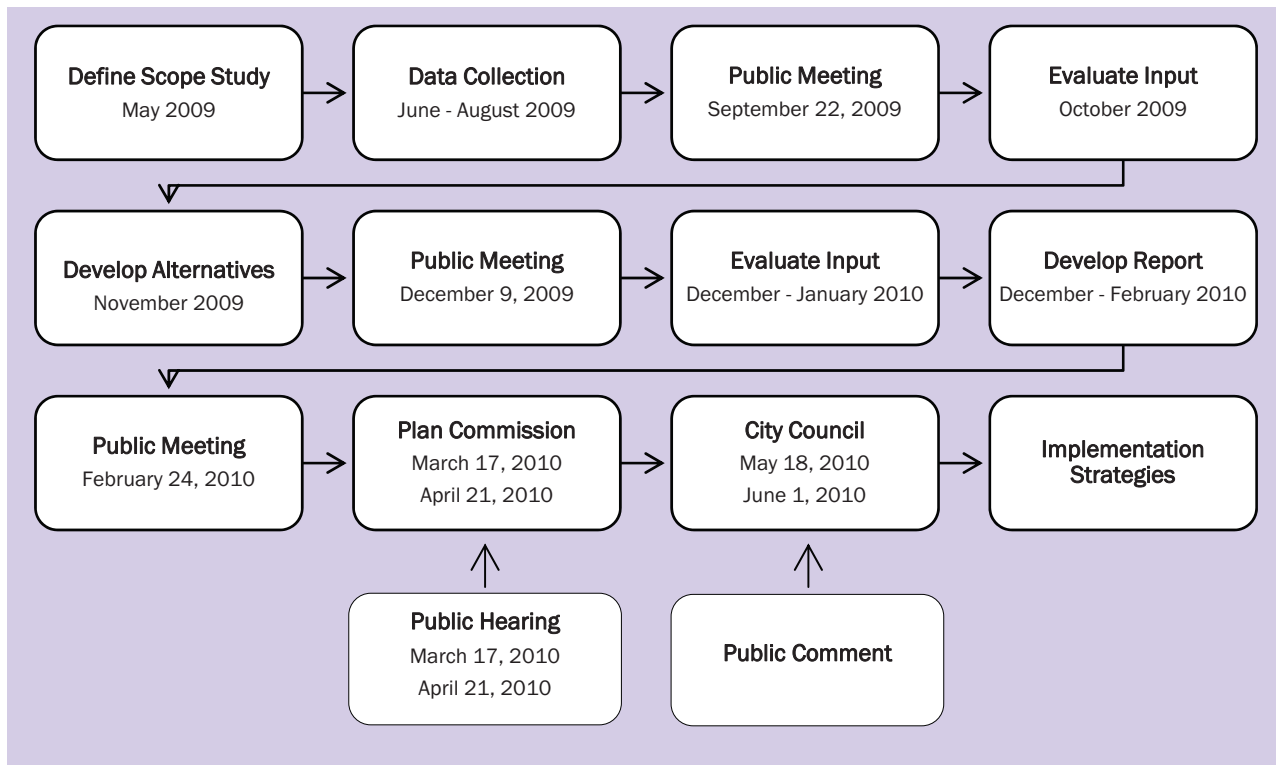 Define Scope Study
May 2009
Data Collection
June - August 2009
Public Meeting
September 22, 2009
Evaluate Input
October 2009
Develop Alternatives
November 2009
Public Meeting
December 9, 2009
Evaluate Input
December - January 2010
Develop Report
December - February 2010
Public Meeting
February 24, 2010
Plan Commission
March 17, 2010
April 21, 2010
City Council
May 18, 2010
June 1, 2010
Implementation
Strategies
Public Hearing
March 17, 2010
April 21, 2010
Public Comment